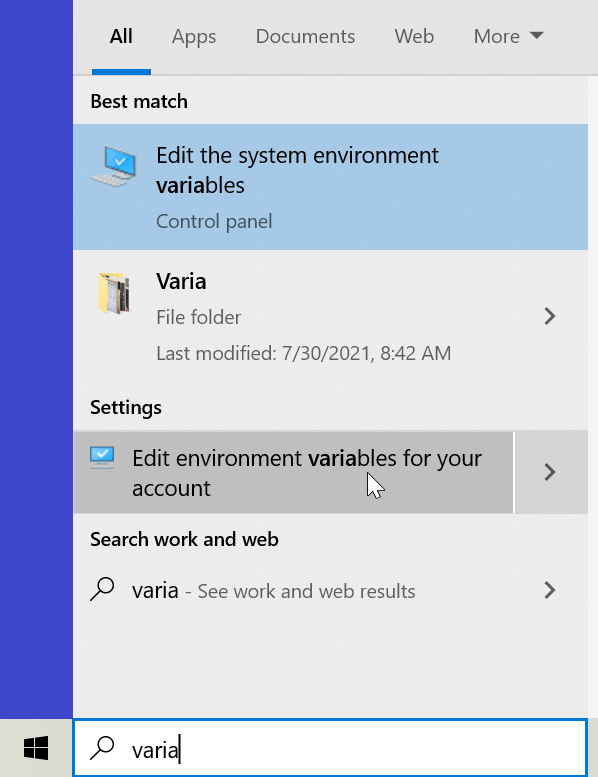 All Apps Documents Web More
Best match
Edit the system environment
variables
Control panel
Varia
File folder
Last modified: 7/30/2021, 8:42 AM
Settings
Edit environment variables for your
account
Search work and web
varia - See work and web results
varia